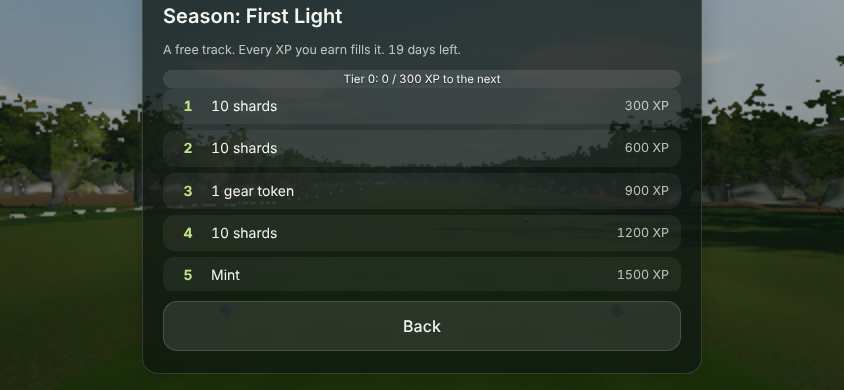 Season: First Light
A free track. Every XP you earn fills it. 19 days left.
Tier 0: 0 / 300 XP to the next
1 10 shards 300 XP
2 10 shards 600 XP
3 1 gear token 900 XP
4 10 shards 1200 XP
5 Mint 1500 XP
Back